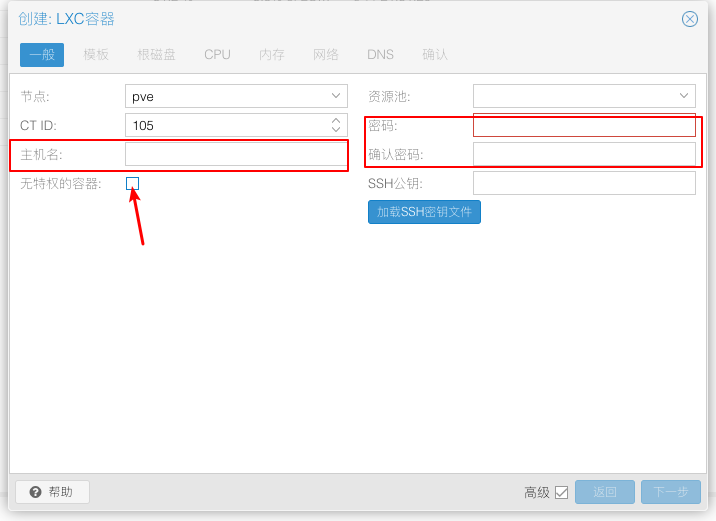 创建: LXC容器
一般 模板 根磁盘 CPU 内存 网络 DNS 确认
节点: pve
CT ID: 105
主机名:
无特权的容器:
资源池:
密码:
确认密码:
SSH公钥:
加载SSH密钥文件
帮助
高级 返回 下一步